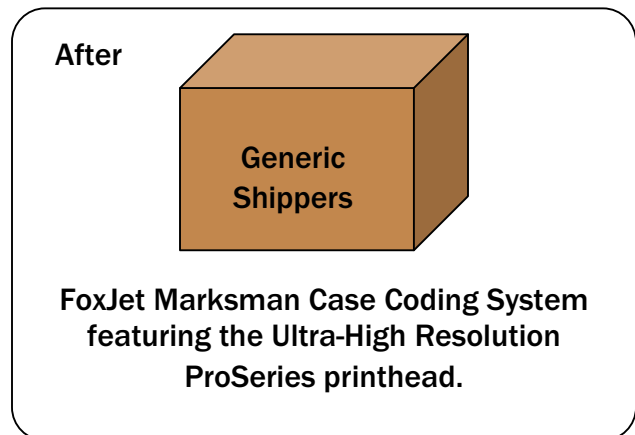 After
Generic
Shippers
FoxJet Marksman Case Coding System
featuring the Ultra-High Resolution
ProSeries printhead.